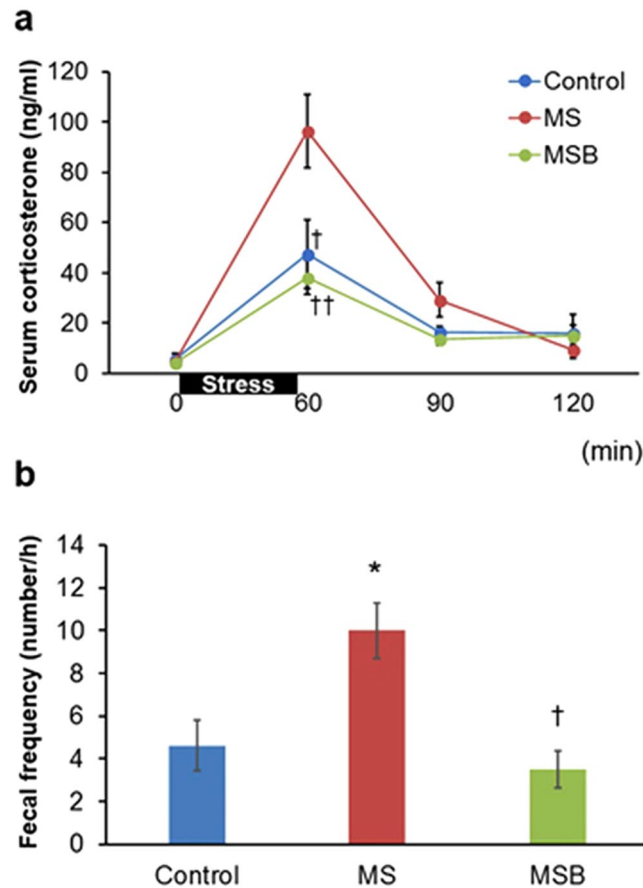 a
Serum corticosterone (ng/ml)
120
100
80
60
40
20
0
Control
MS
MSB
†
††
Stress
0 60 90 120
(min)
b
Fecal frequency (number/h)
14
12
10
8
6
4
2
0
*
†
Control MS MSB